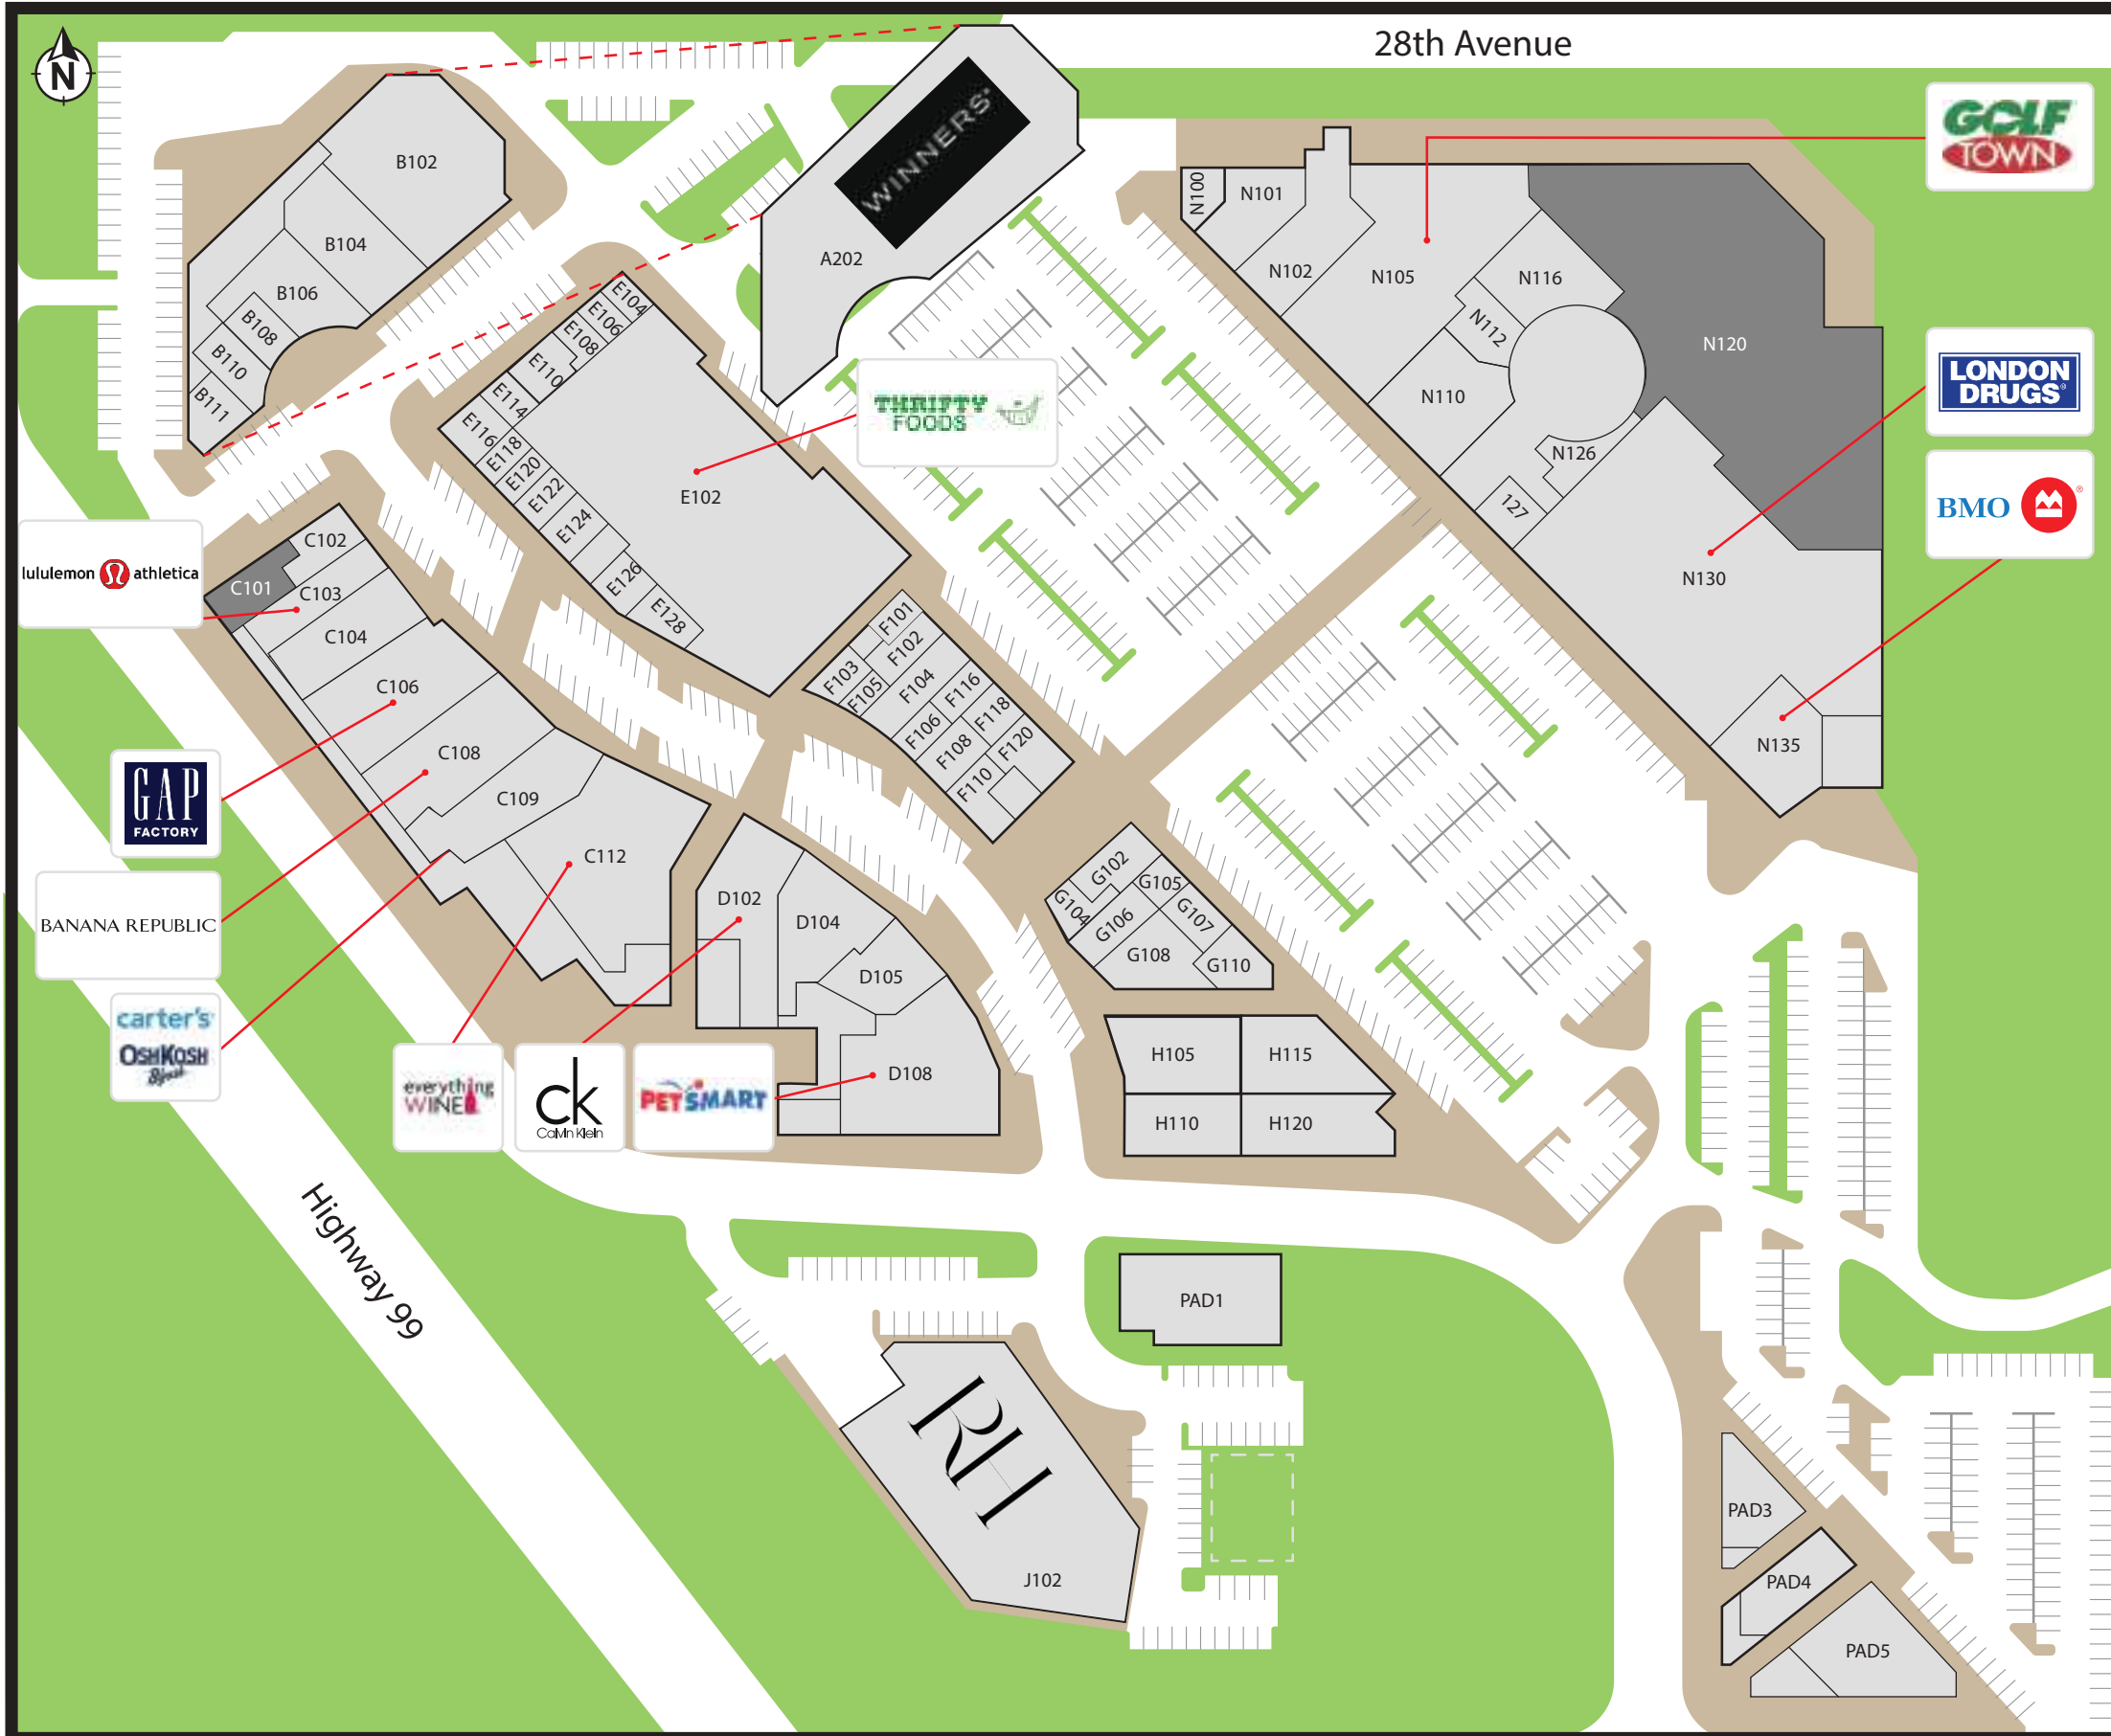 28th Avenue
N
WINNERS®
GOLF
TOWN
B102
B104
B106
B108
B110
B111
A202
N100
N101
N102
N105
N116
N112
N110
N120
N126
127
N130
N135
LONDON
DRUGS®
BMO ®
THRIFTY
FOODS
E104
E106
E108
E110
E114
E116
E118
E120
E122
E124
E126
E128
E102
lululemon athletica
C101
C102
C103
C104
C106
C108
C109
C112
GAP
FACTORY
BANANA REPUBLIC
carter's
OSHKOSH
B'gosh
everything
WINE
ck
Calvin Klein
PETSMART
D102
D104
D105
D108
F101
F102
F103
F105
F104
F116
F106
F118
F108
F120
F110
G102
G105
G104
G106
G107
G108
G110
H105
H115
H110
H120
Highway 99
PAD1
RH
J102
PAD3
PAD4
PAD5